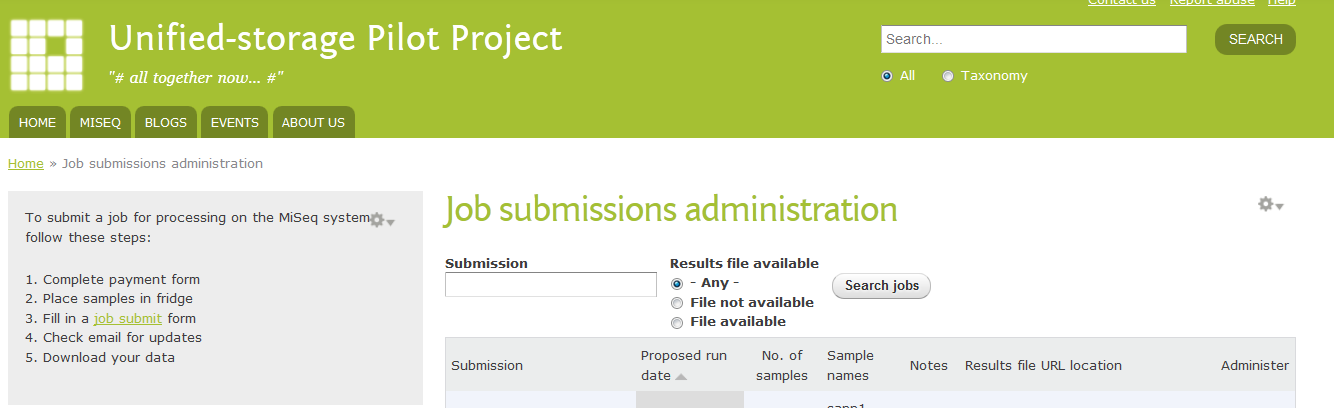 Contact us Report abuse Help
Unified-storage Pilot Project
"# all together now... #"
Search...
SEARCH
All Taxonomy
HOME MISEQ BLOGS EVENTS ABOUT US
Home » Job submissions administration
To submit a job for processing on the MiSeq system
follow these steps:
1. Complete payment form
2. Place samples in fridge
3. Fill in a job submit form
4. Check email for updates
5. Download your data
Job submissions administration
Submission
Results file available
- Any -
File not available
File available
Search jobs
Submission
Proposed run
date
No. of
samples
Sample
names
Notes
Results file URL location
Administer